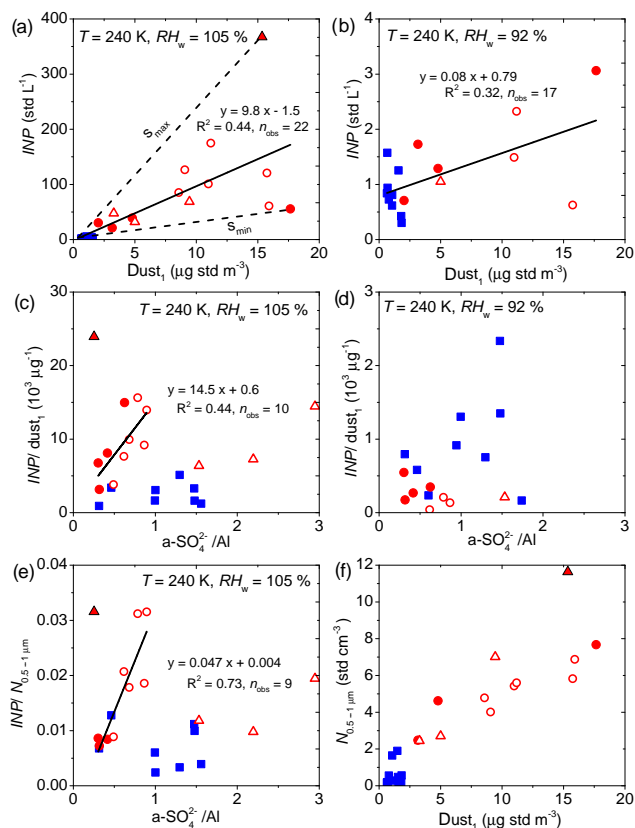 (a)
T = 240 K, RHw = 105 %
INP (std L⁻¹)
400
300
200
100
0
smax
y = 9.8 x - 1.5
R² = 0.44, nobs = 22
smin
0 5 10 15 20
Dust₁ (μg std m⁻³)
(b)
T = 240 K, RHw = 92 %
INP (std L⁻¹)
4
3
2
1
0
y = 0.08 x + 0.79
R² = 0.32, nobs = 17
0 5 10 15 20
Dust₁ (μg std m⁻³)
(c)
T = 240 K, RHw = 105 %
INP/ dust₁ (10³ μg⁻¹)
30
20
10
0
y = 14.5 x + 0.6
R² = 0.44, nobs = 10
0 1 2 3
a-SO₄²⁻/Al
(d)
T = 240 K, RHw = 92 %
INP/ dust₁ (10³ μg⁻¹)
3
2
1
0
0 1 2 3
a-SO₄²⁻/Al
(e)
T = 240 K, RHw = 105 %
INP/ N0.5 – 1 μm
0.04
0.03
0.02
0.01
0.00
y = 0.047 x + 0.004
R² = 0.73, nobs = 9
0 1 2 3
a-SO₄²⁻/Al
(f)
N0.5 – 1 μm (std cm⁻³)
12
10
8
6
4
2
0
0 5 10 15 20
Dust₁ (μg std m⁻³)